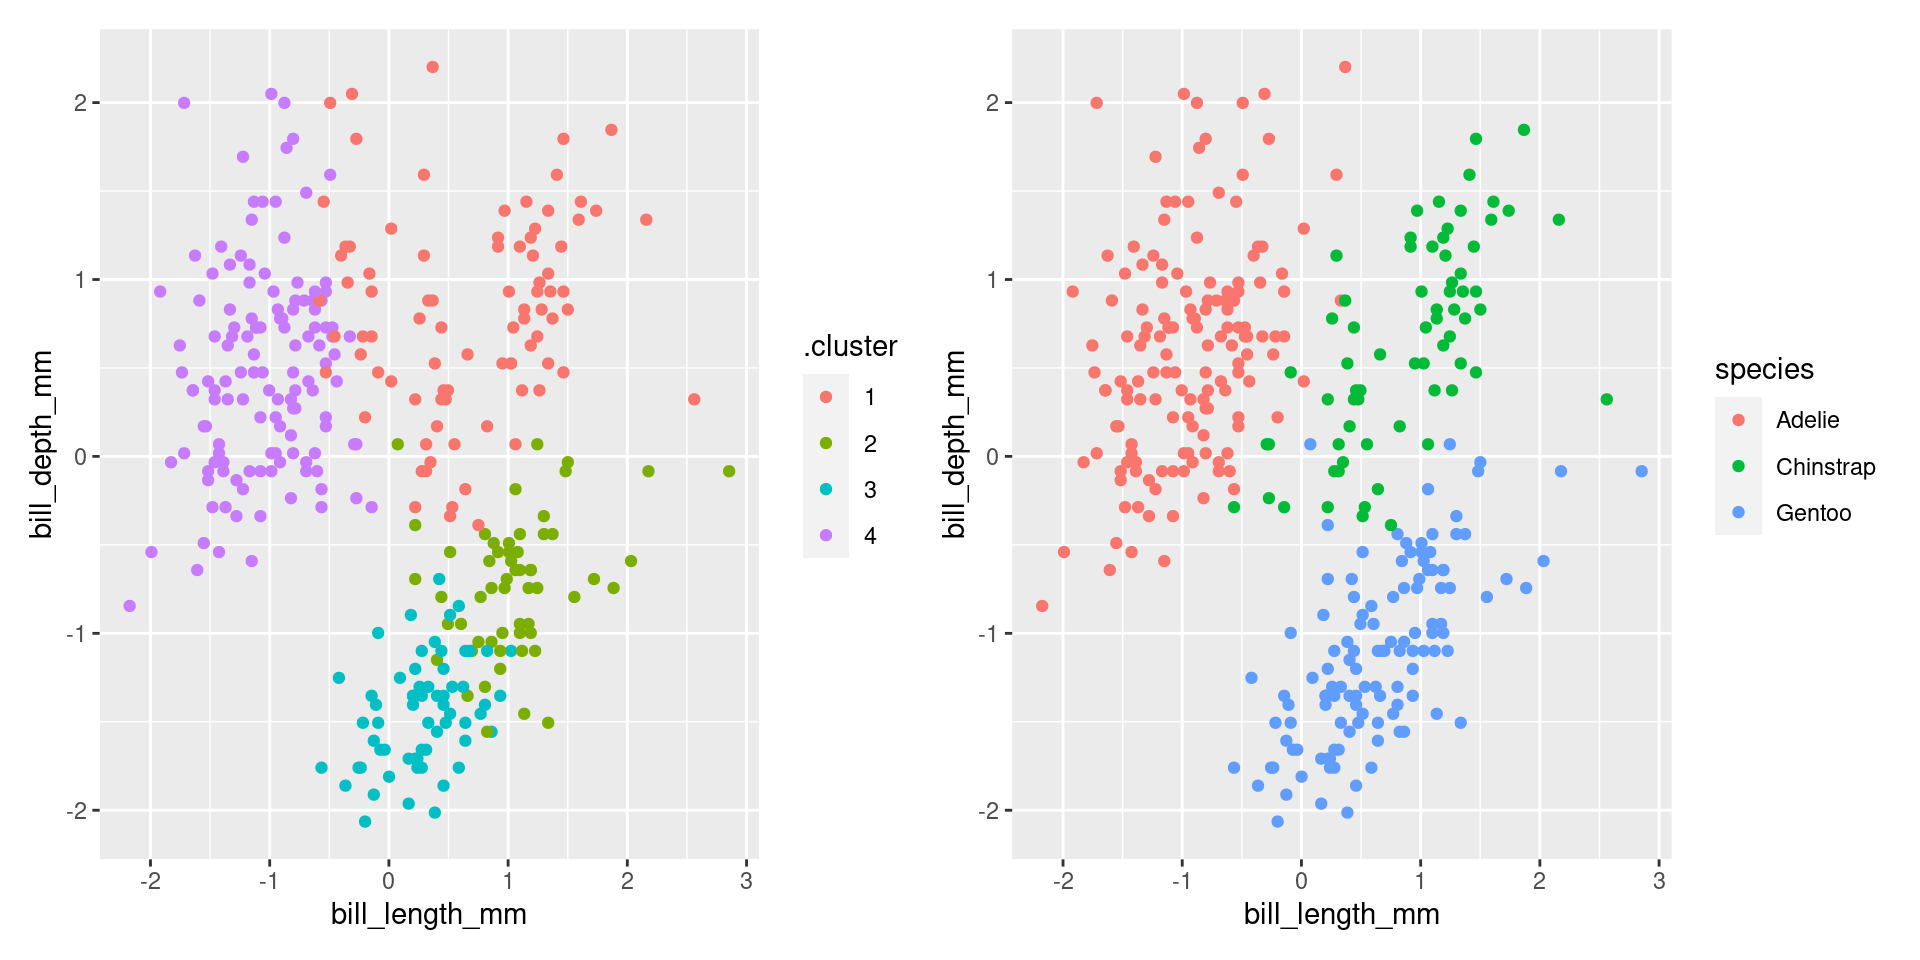 2
1
0
-1
-2
bill_depth_mm
-2 -1 0 1 2 3
bill_length_mm
.cluster
1
2
3
4
2
1
0
-1
-2
bill_depth_mm
-2 -1 0 1 2 3
bill_length_mm
species
Adelie
Chinstrap
Gentoo